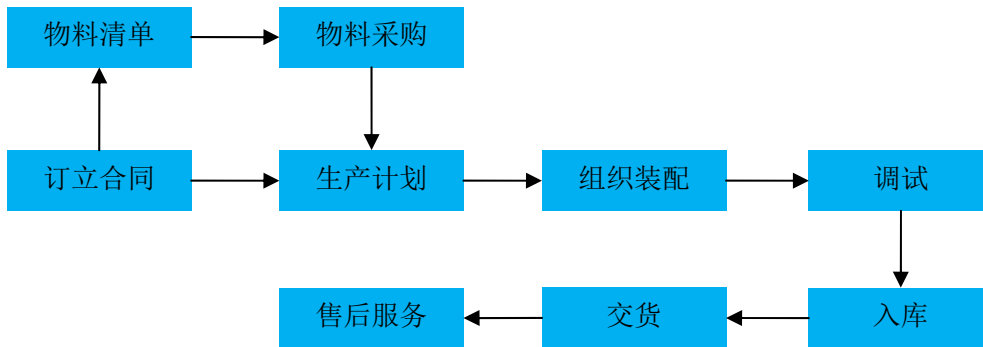 物料清单
物料采购
订立合同
生产计划
组织装配
调试
售后服务
交货
入库